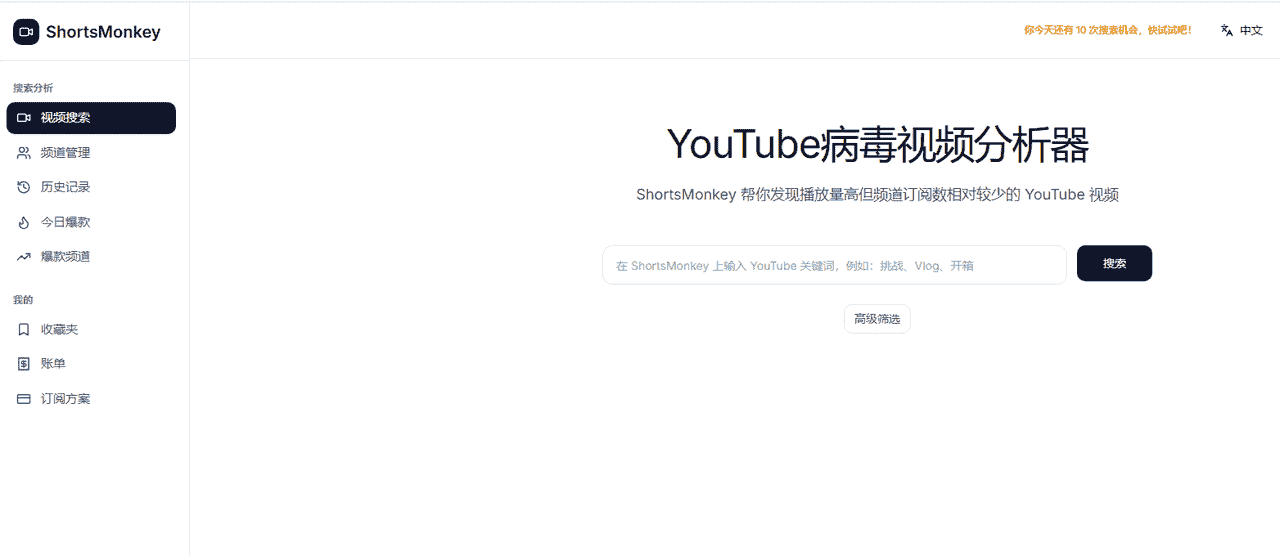 ShortsMonkey
你今天还有 10 次搜索机会，快试试吧！
中文
搜索分析
视频搜索
频道管理
历史记录
今日爆款
爆款频道
我的
收藏夹
账单
订阅方案
YouTube病毒视频分析器
ShortsMonkey 帮你发现播放量高但频道订阅数相对较少的 YouTube 视频
在 ShortsMonkey 上输入 YouTube 关键词，例如：挑战、Vlog、开箱
搜索
高级筛选